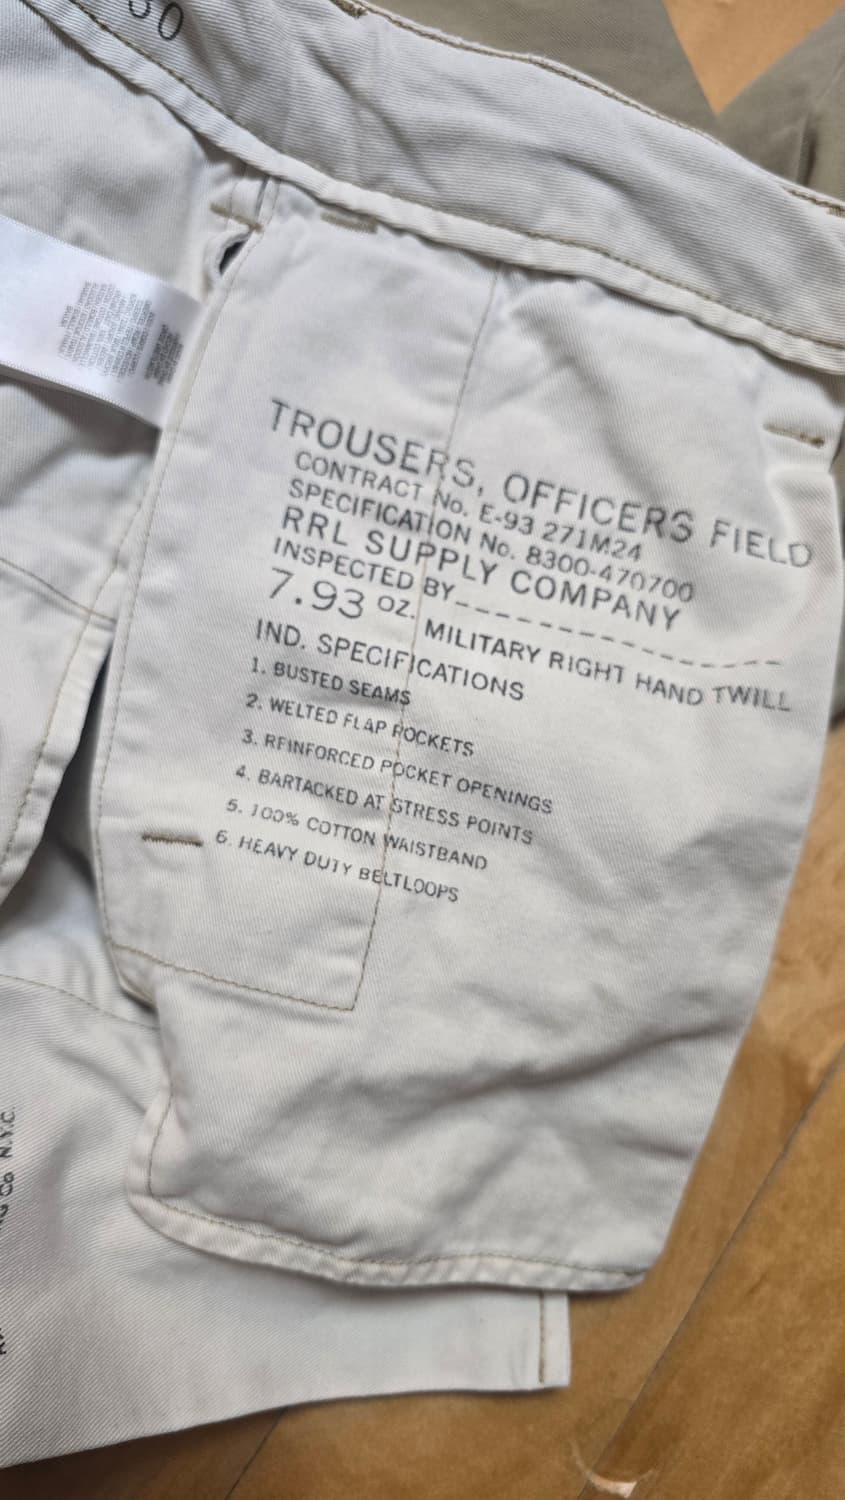 TROUSERS, OFFICERS FIELD
CONTRACT No. E-93 271M24
SPECIFICATION No. 8300-470700
RRL SUPPLY COMPANY
INSPECTED BY
7.93 OZ. MILITARY RIGHT HAND TWILL
IND. SPECIFICATIONS
1. BUSTED SEAMS
2. WELTED FLAP POCKETS
3. REINFORCED POCKET OPENINGS
4. BARTACKED AT STRESS POINTS
5. 100% COTTON WAISTBAND
6. HEAVY DUTY BELTLOOPS
Co N.Y.C.